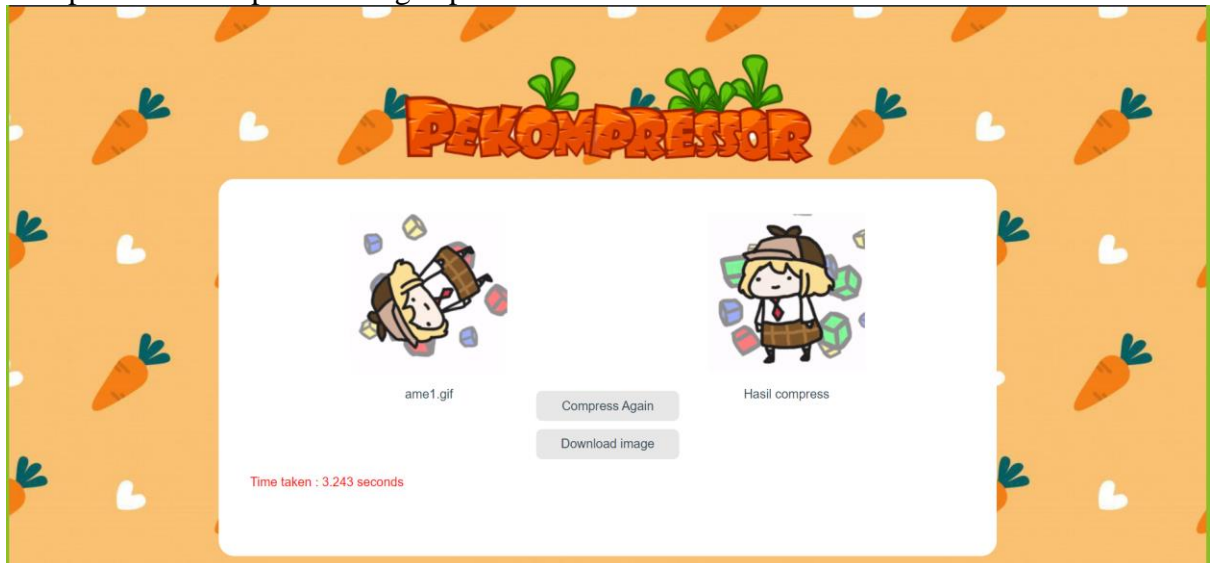 PEKOMPRESSOR
ame1.gif
Hasil compress
Compress Again
Download image
Time taken : 3.243 seconds